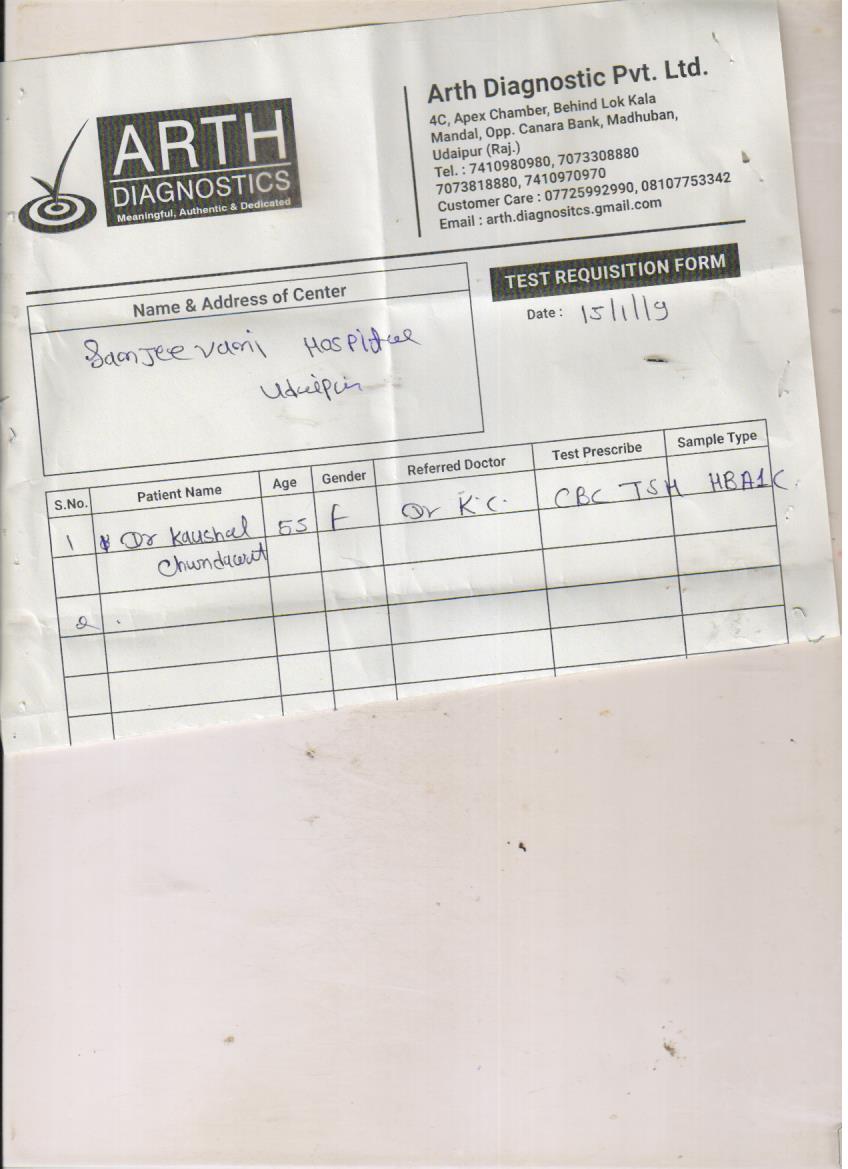 ARTH
DIAGNOSTICS
Meaningful, Authentic & Dedicated
Arth Diagnostic Pvt. Ltd.
4C, Apex Chamber, Behind Lok Kala
Mandal, Opp. Canara Bank, Madhuban,
Udaipur (Raj.)
Tel. : 7410980980, 7073308880
7073818880, 7410970970
Customer Care : 07725992990, 08107753342
Email : arth.diagnositcs.gmail.com
TEST REQUISITION FORM
Date : 15/1/19
Name & Address of Center
Sanjeevani Hospital
Udaipur
S.No. Patient Name Age Gender Referred Doctor Test Prescribe Sample Type
1 Dr Kaushal 55 F Dr K.C. CBC TSH HBA1C
Chundawat
2